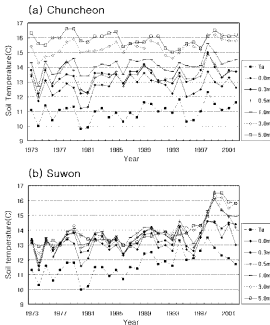 (a) Chuncheon
Soil Temperature(C)
17
16
15
14
13
12
11
10
9
1973 1977 1981 1985 1989 1993 1997 2001
Year
Ta
0.0m
0.3m
0.5m
1.0m
3.0m
5.0m
(b) Suwon
Soil temperature(C)
17
16
15
14
13
12
11
10
9
1973 1977 1981 1985 1989 1993 1997 2001
Year
Ta
0.0m
0.3m
0.5m
1.0m
3.0m
5.0m